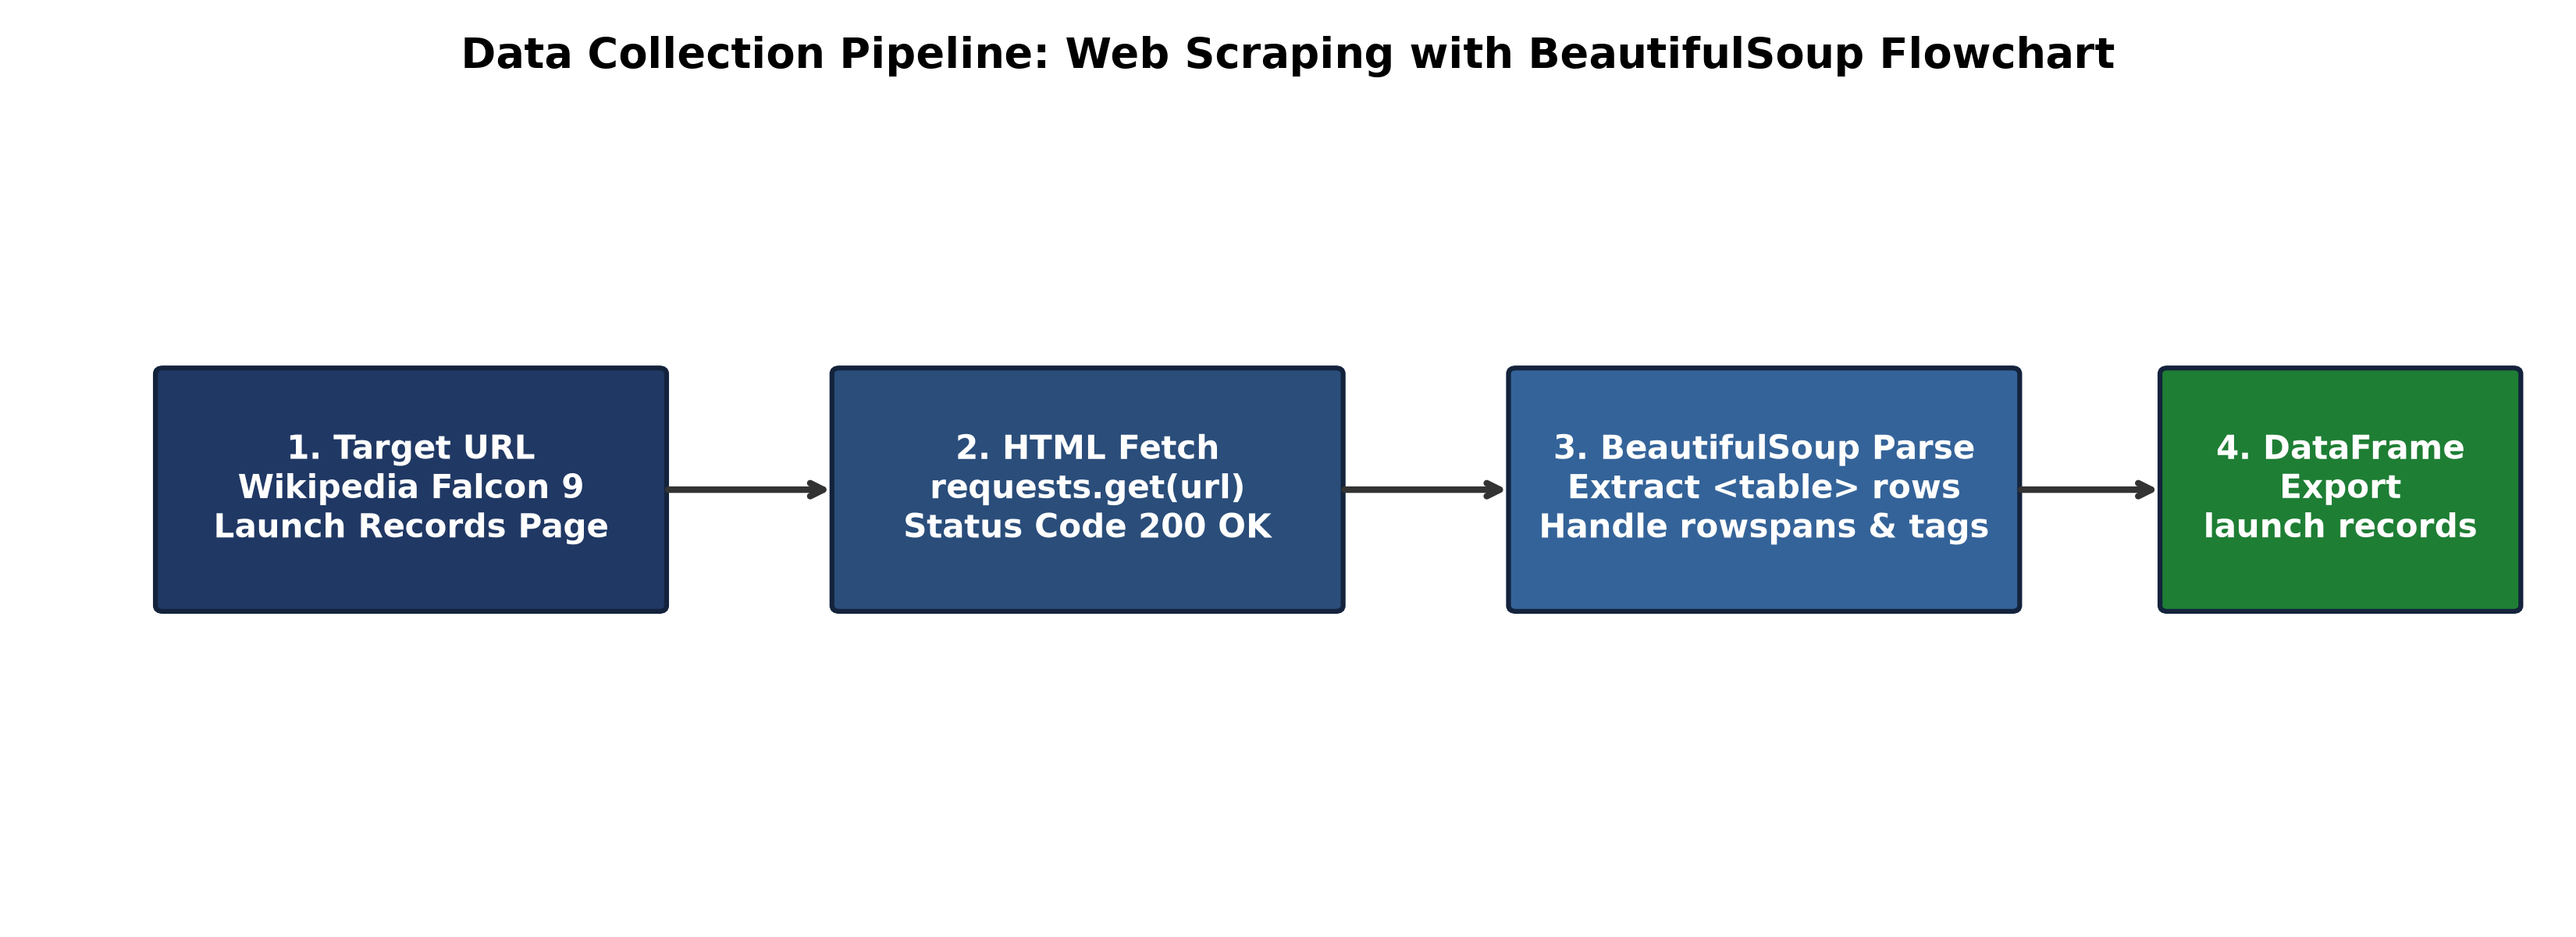 Data Collection Pipeline: Web Scraping with BeautifulSoup Flowchart
1. Target URL
Wikipedia Falcon 9
Launch Records Page
2. HTML Fetch
requests.get(url)
Status Code 200 OK
3. BeautifulSoup Parse
Extract <table> rows
Handle rowspans & tags
4. DataFrame
Export
launch records